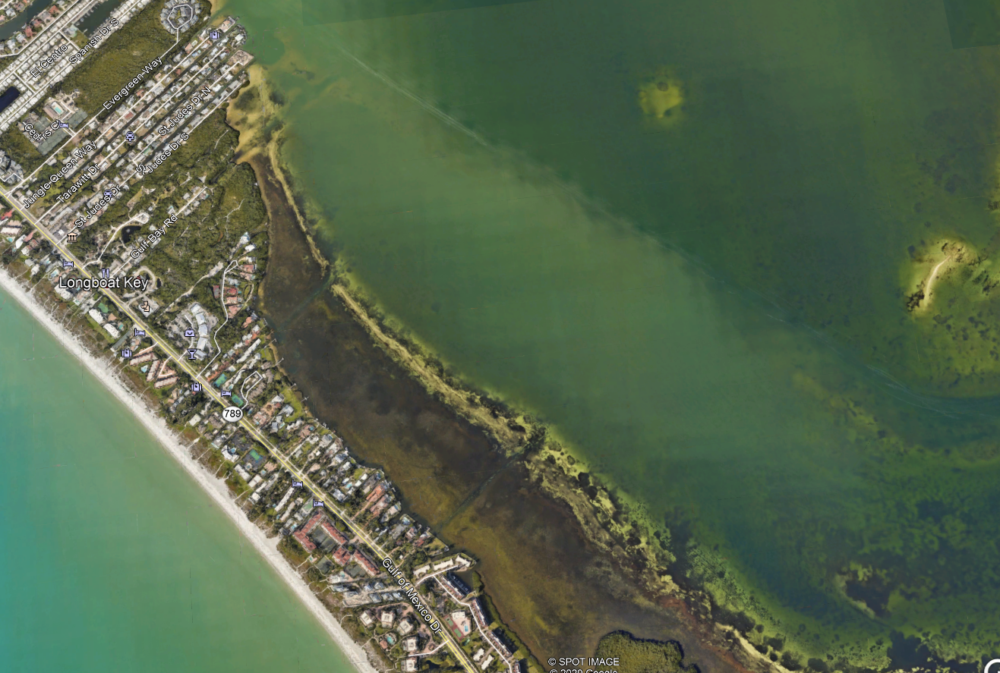 Spanish Dr S
El Centro
Evergreen Way
St Judes Dr N
St Judes Dr S
Jungle Queen Way
Tarawitt Dr
St Judes Dr
Gulf Bay Rd
Longboat Key
789
Gulf of Mexico Dr
© SPOT IMAGE
© 2020 Google